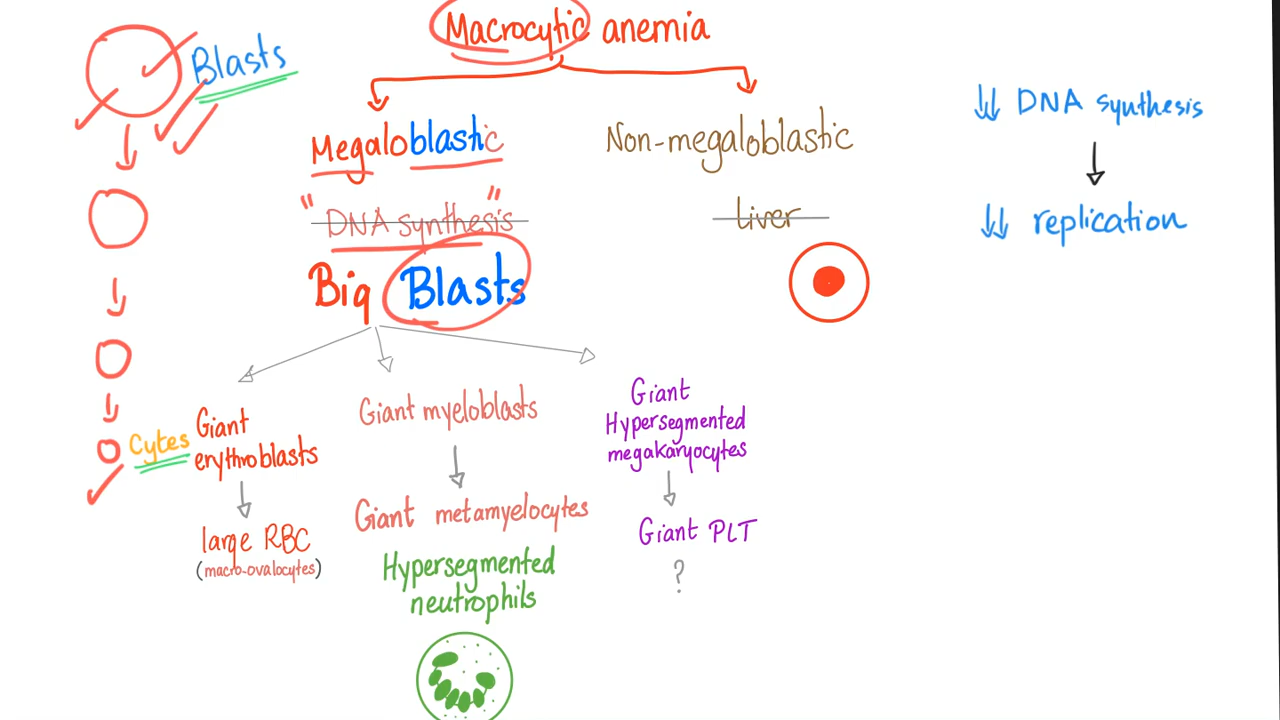 Macrocytic anemia
Blasts
Megaloblastic
Non-megaloblastic
"DNA synthesis"
liver
Big Blasts
↓↓ DNA synthesis
↓↓ replication
Cytes
Giant
erythroblasts
large RBC
(macro-ovalocytes)
Giant myeloblasts
Giant metamyelocytes
Hypersegmented
neutrophils
Giant
Hypersegmented
megakaryocytes
Giant PLT
?